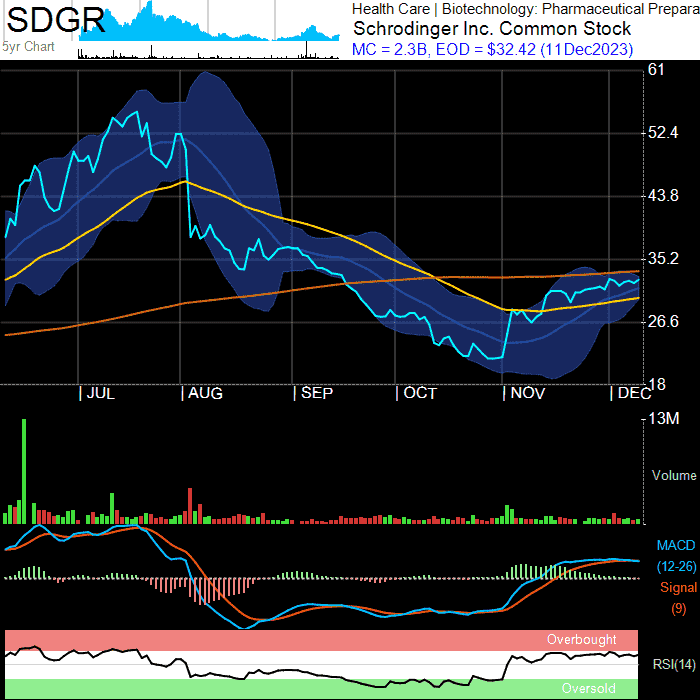 SDGR
5yr Chart
Health Care | Biotechnology: Pharmaceutical Prepara
Schrodinger Inc. Common Stock
MC = 2.3B, EOD = $32.42 (11Dec2023)
61
52.4
43.8
35.2
26.6
18
JUL
AUG
SEP
OCT
NOV
DEC
13M
Volume
MACD
(12-26)
Signal
(9)
Overbought
RSI(14)
Oversold